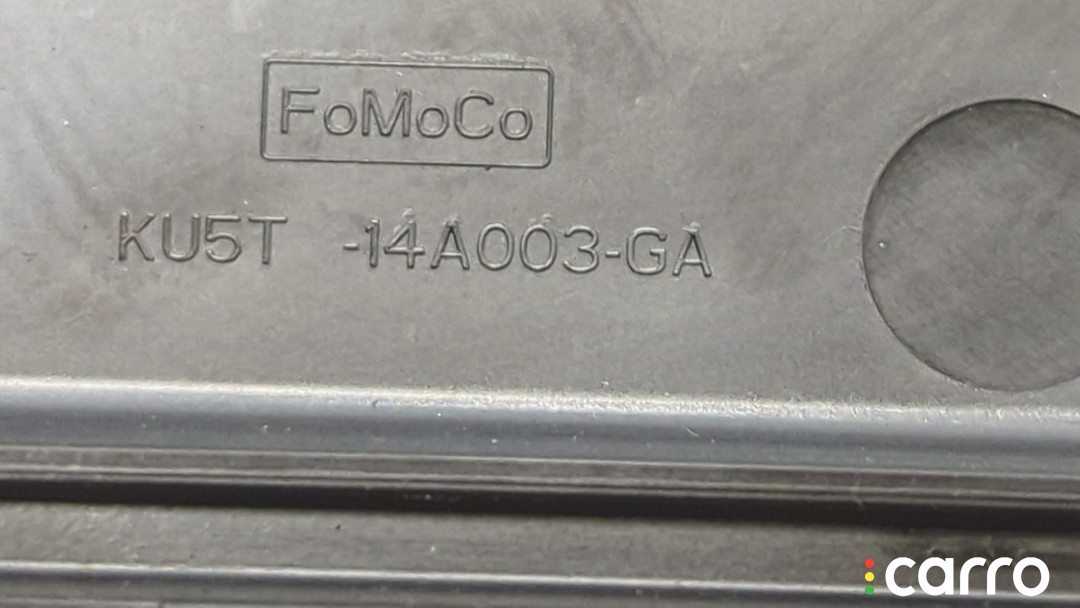 FoMoCo
KU5T -14A003-GA
carro